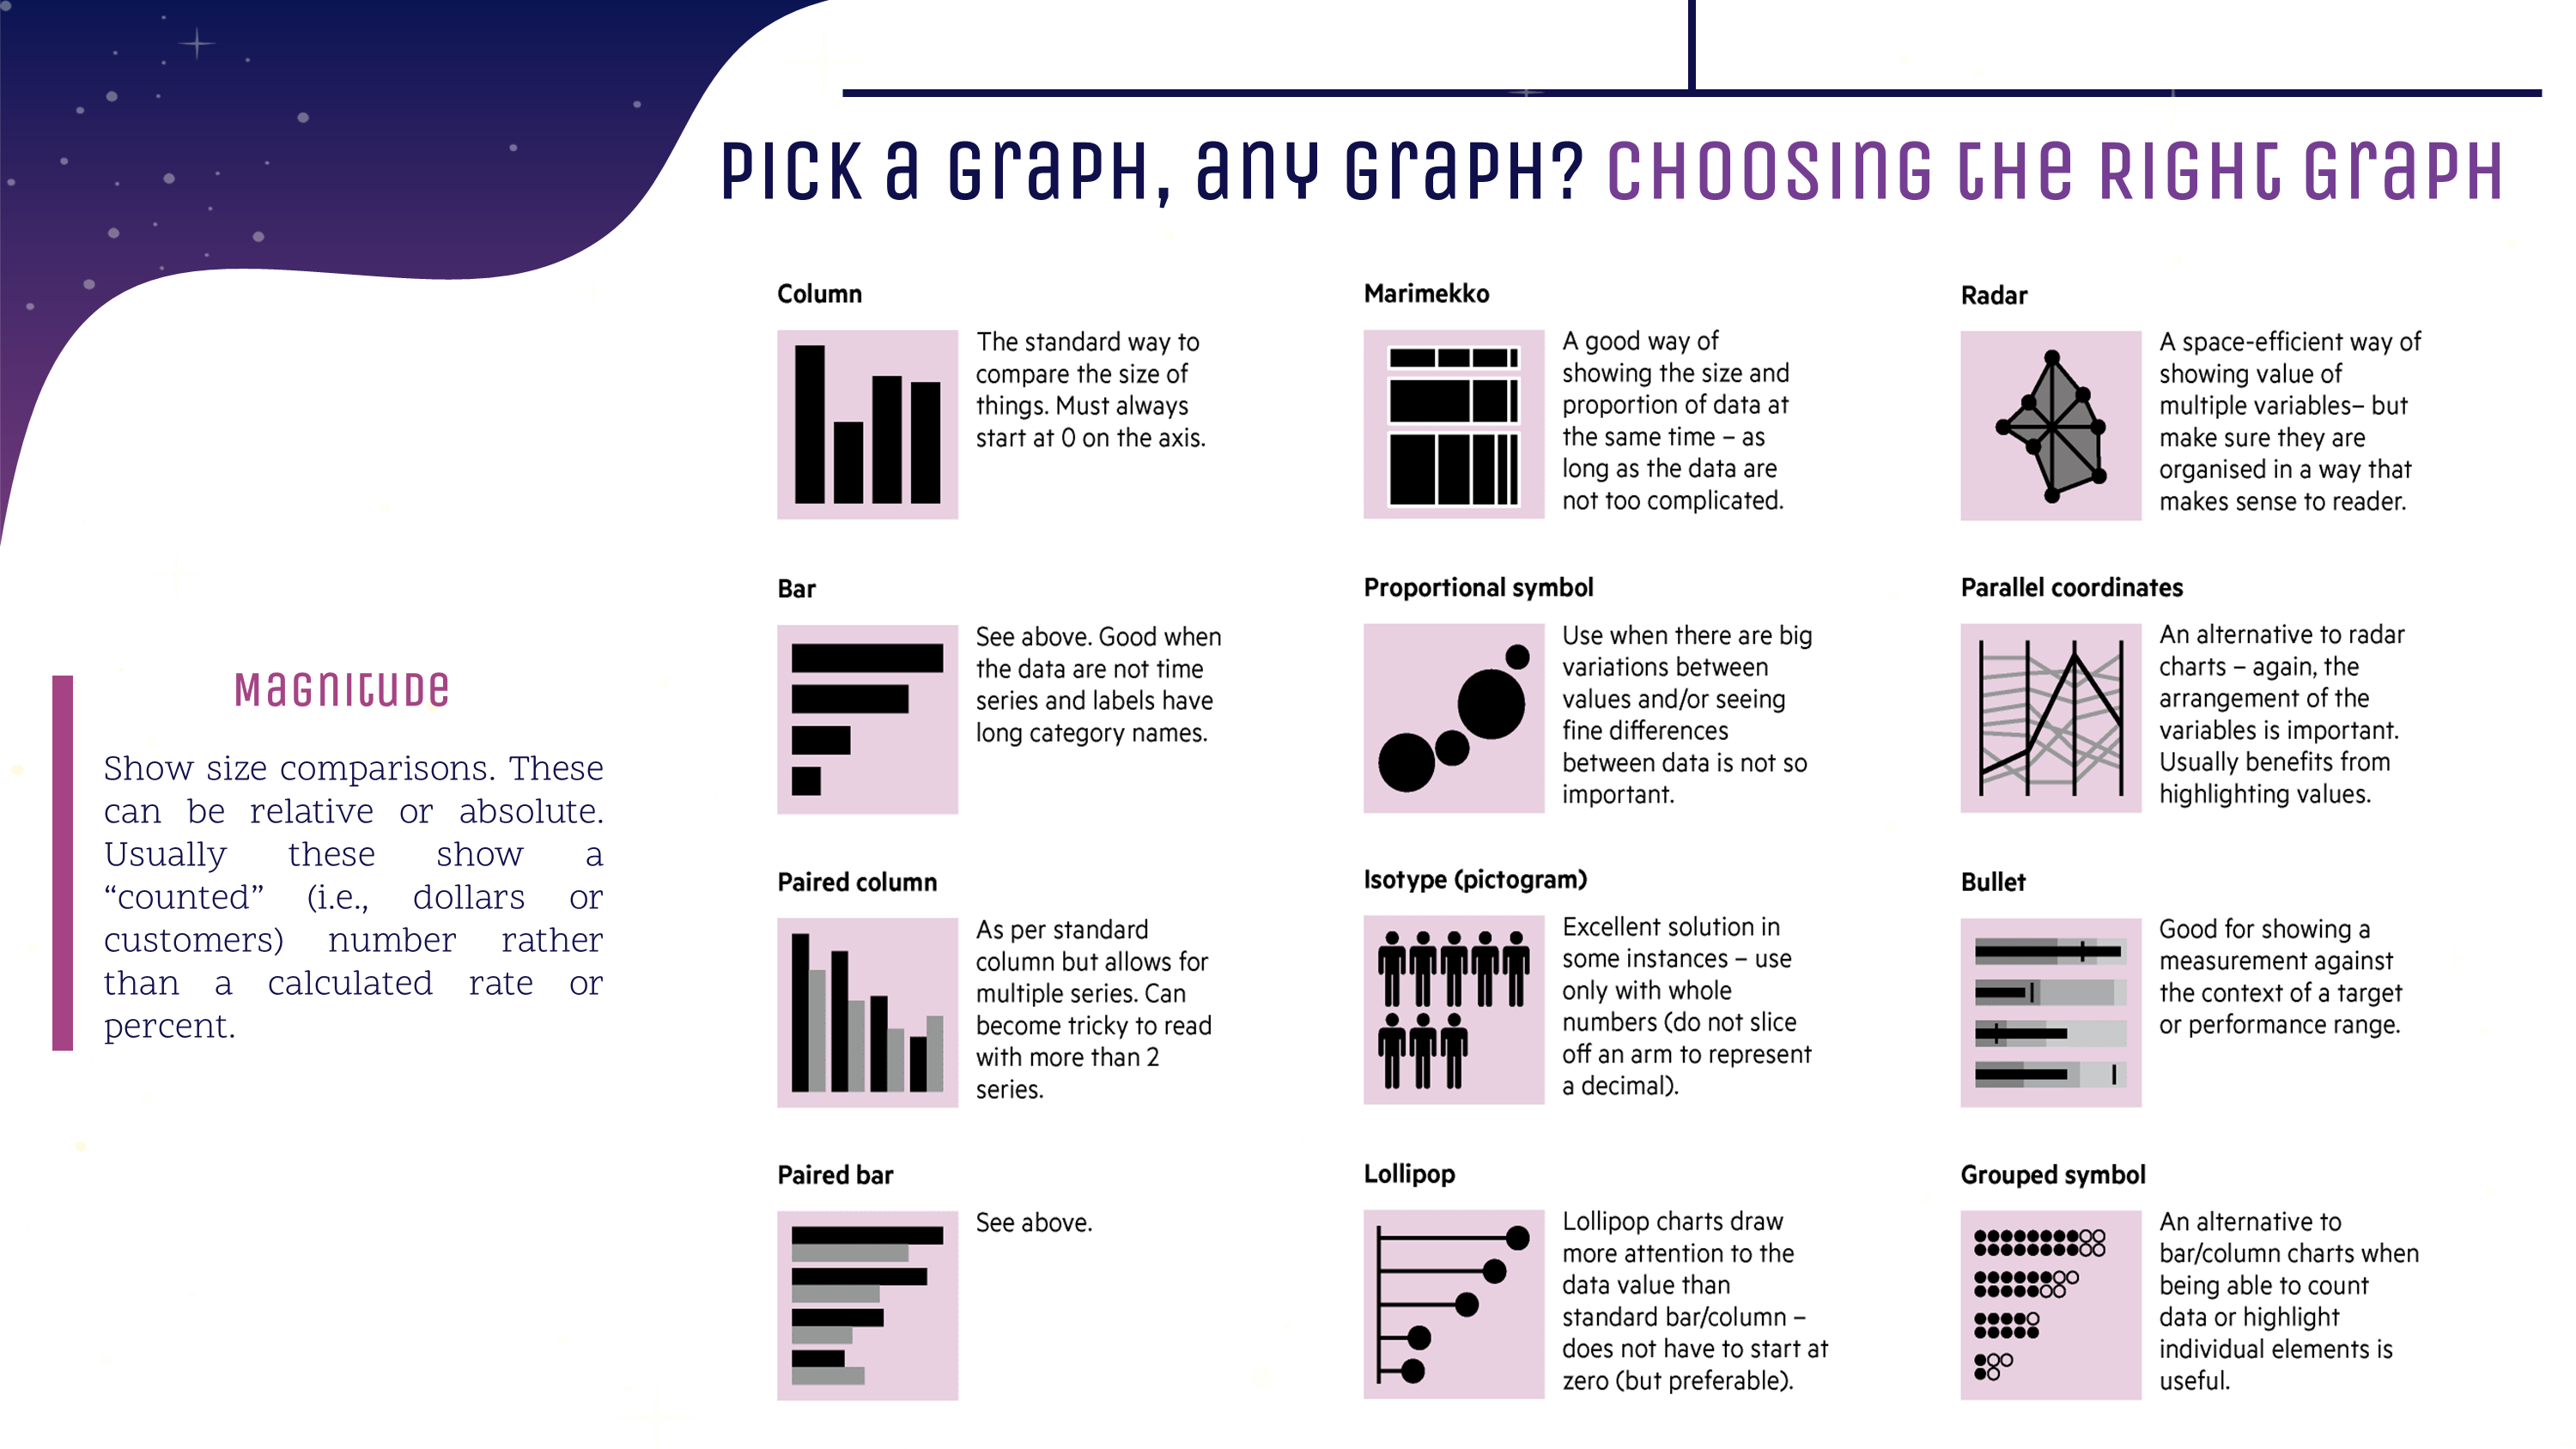 PICK a GraPH, any GraPH? CHOOSING the RIGHt GraPH
MaGNItUDe
Show size comparisons. These
can be relative or absolute.
Usually these show a
“counted” (i.e., dollars or
customers) number rather
than a calculated rate or
percent.
Column
The standard way to
compare the size of
things. Must always
start at 0 on the axis.
Bar
See above. Good when
the data are not time
series and labels have
long category names.
Paired column
As per standard
column but allows for
multiple series. Can
become tricky to read
with more than 2
series.
Paired bar
See above.
Marimekko
A good way of
showing the size and
proportion of data at
the same time – as
long as the data are
not too complicated.
Proportional symbol
Use when there are big
variations between
values and/or seeing
fine differences
between data is not so
important.
Isotype (pictogram)
Excellent solution in
some instances – use
only with whole
numbers (do not slice
off an arm to represent
a decimal).
Lollipop
Lollipop charts draw
more attention to the
data value than
standard bar/column –
does not have to start at
zero (but preferable).
Radar
A space-efficient way of
showing value of
multiple variables– but
make sure they are
organised in a way that
makes sense to reader.
Parallel coordinates
An alternative to radar
charts – again, the
arrangement of the
variables is important.
Usually benefits from
highlighting values.
Bullet
Good for showing a
measurement against
the context of a target
or performance range.
Grouped symbol
An alternative to
bar/column charts when
being able to count
data or highlight
individual elements is
useful.